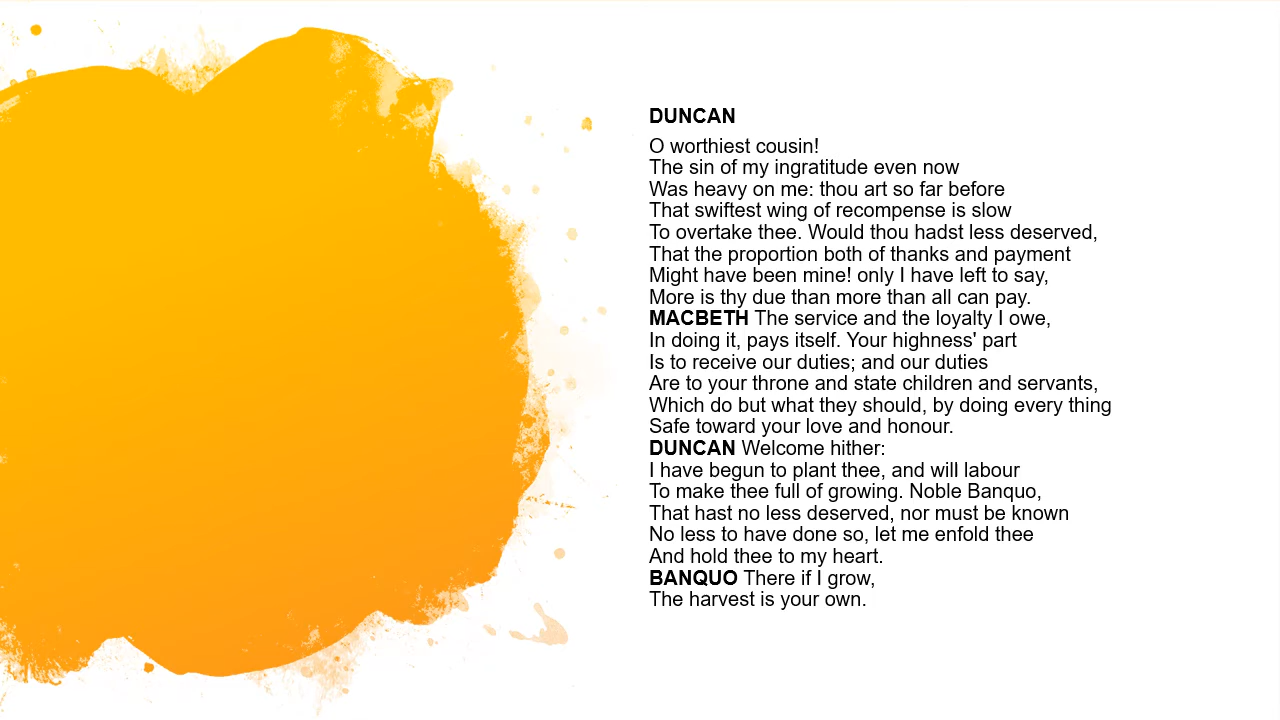 DUNCAN
O worthiest cousin!
The sin of my ingratitude even now
Was heavy on me: thou art so far before
That swiftest wing of recompense is slow
To overtake thee. Would thou hadst less deserved,
That the proportion both of thanks and payment
Might have been mine! only I have left to say,
More is thy due than more than all can pay.
MACBETH The service and the loyalty I owe,
In doing it, pays itself. Your highness' part
Is to receive our duties; and our duties
Are to your throne and state children and servants,
Which do but what they should, by doing every thing
Safe toward your love and honour.
DUNCAN Welcome hither:
I have begun to plant thee, and will labour
To make thee full of growing. Noble Banquo,
That hast no less deserved, nor must be known
No less to have done so, let me enfold thee
And hold thee to my heart.
BANQUO There if I grow,
The harvest is your own.